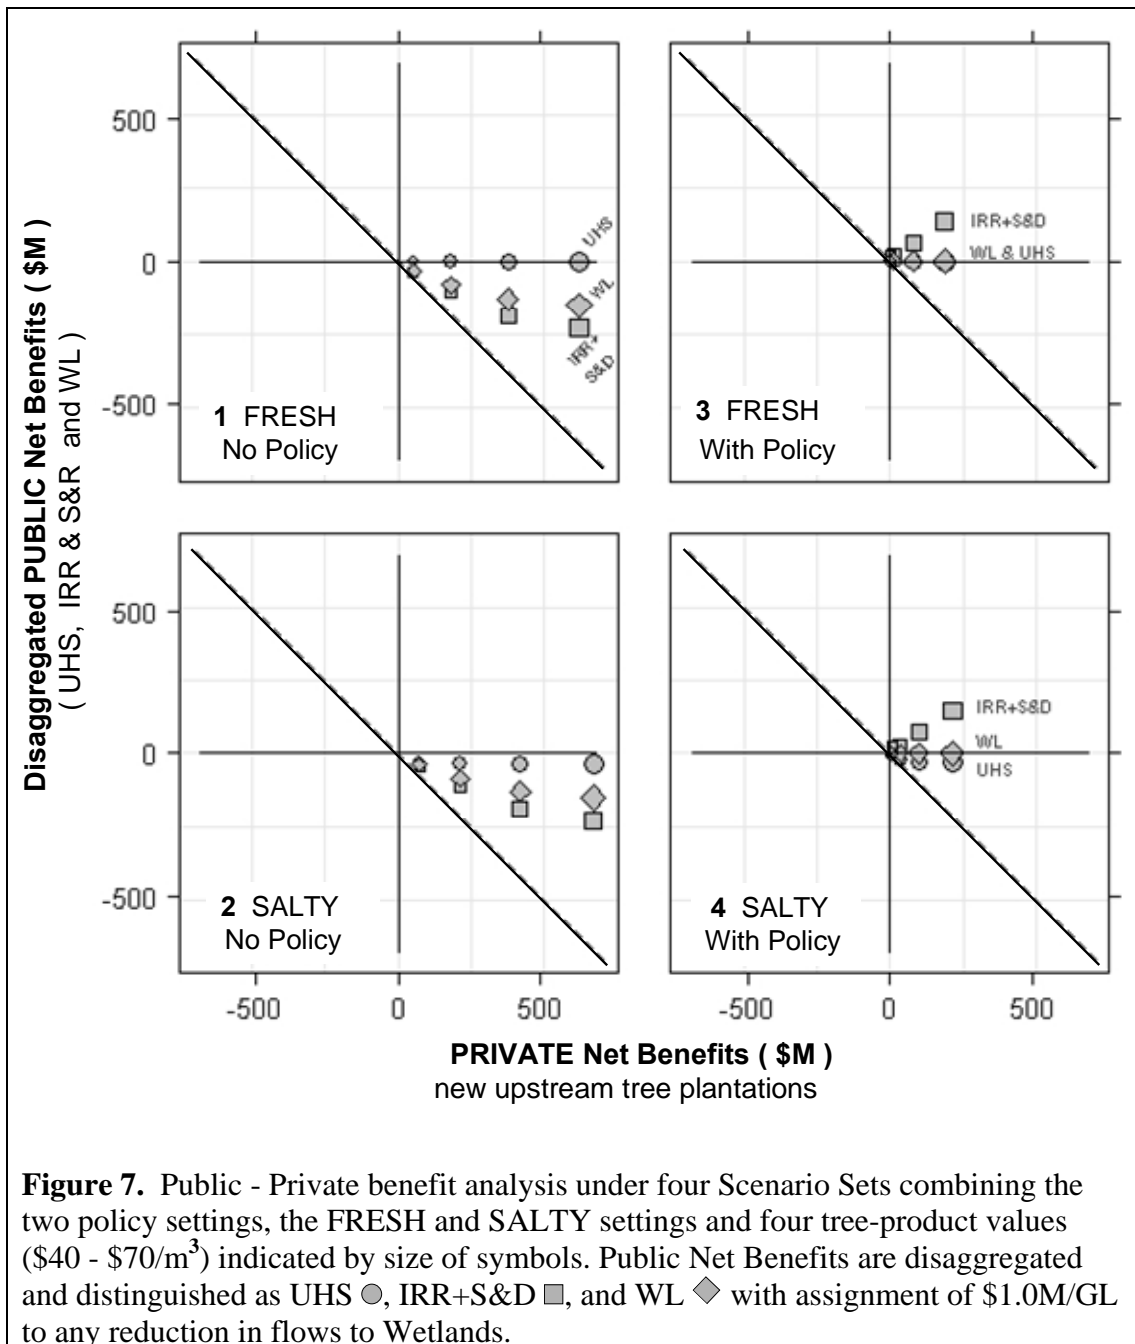 Disaggregated PUBLIC Net Benefits ( $M )
( UHS, IRR & S&R and WL )
500
0
-500
UHS
WL
IRR+
S&D
1 FRESH
No Policy
IRR+S&D
WL & UHS
3 FRESH
With Policy
500
0
-500
2 SALTY
No Policy
IRR+S&D
WL
UHS
4 SALTY
With Policy
-500 0 500 -500 0 500
PRIVATE Net Benefits ( $M )
new upstream tree plantations
Figure 7. Public - Private benefit analysis under four Scenario Sets combining the
two policy settings, the FRESH and SALTY settings and four tree-product values
($40 - $70/m³) indicated by size of symbols. Public Net Benefits are disaggregated
and distinguished as UHS ●, IRR+S&D ■, and WL ◆ with assignment of $1.0M/GL
to any reduction in flows to Wetlands.